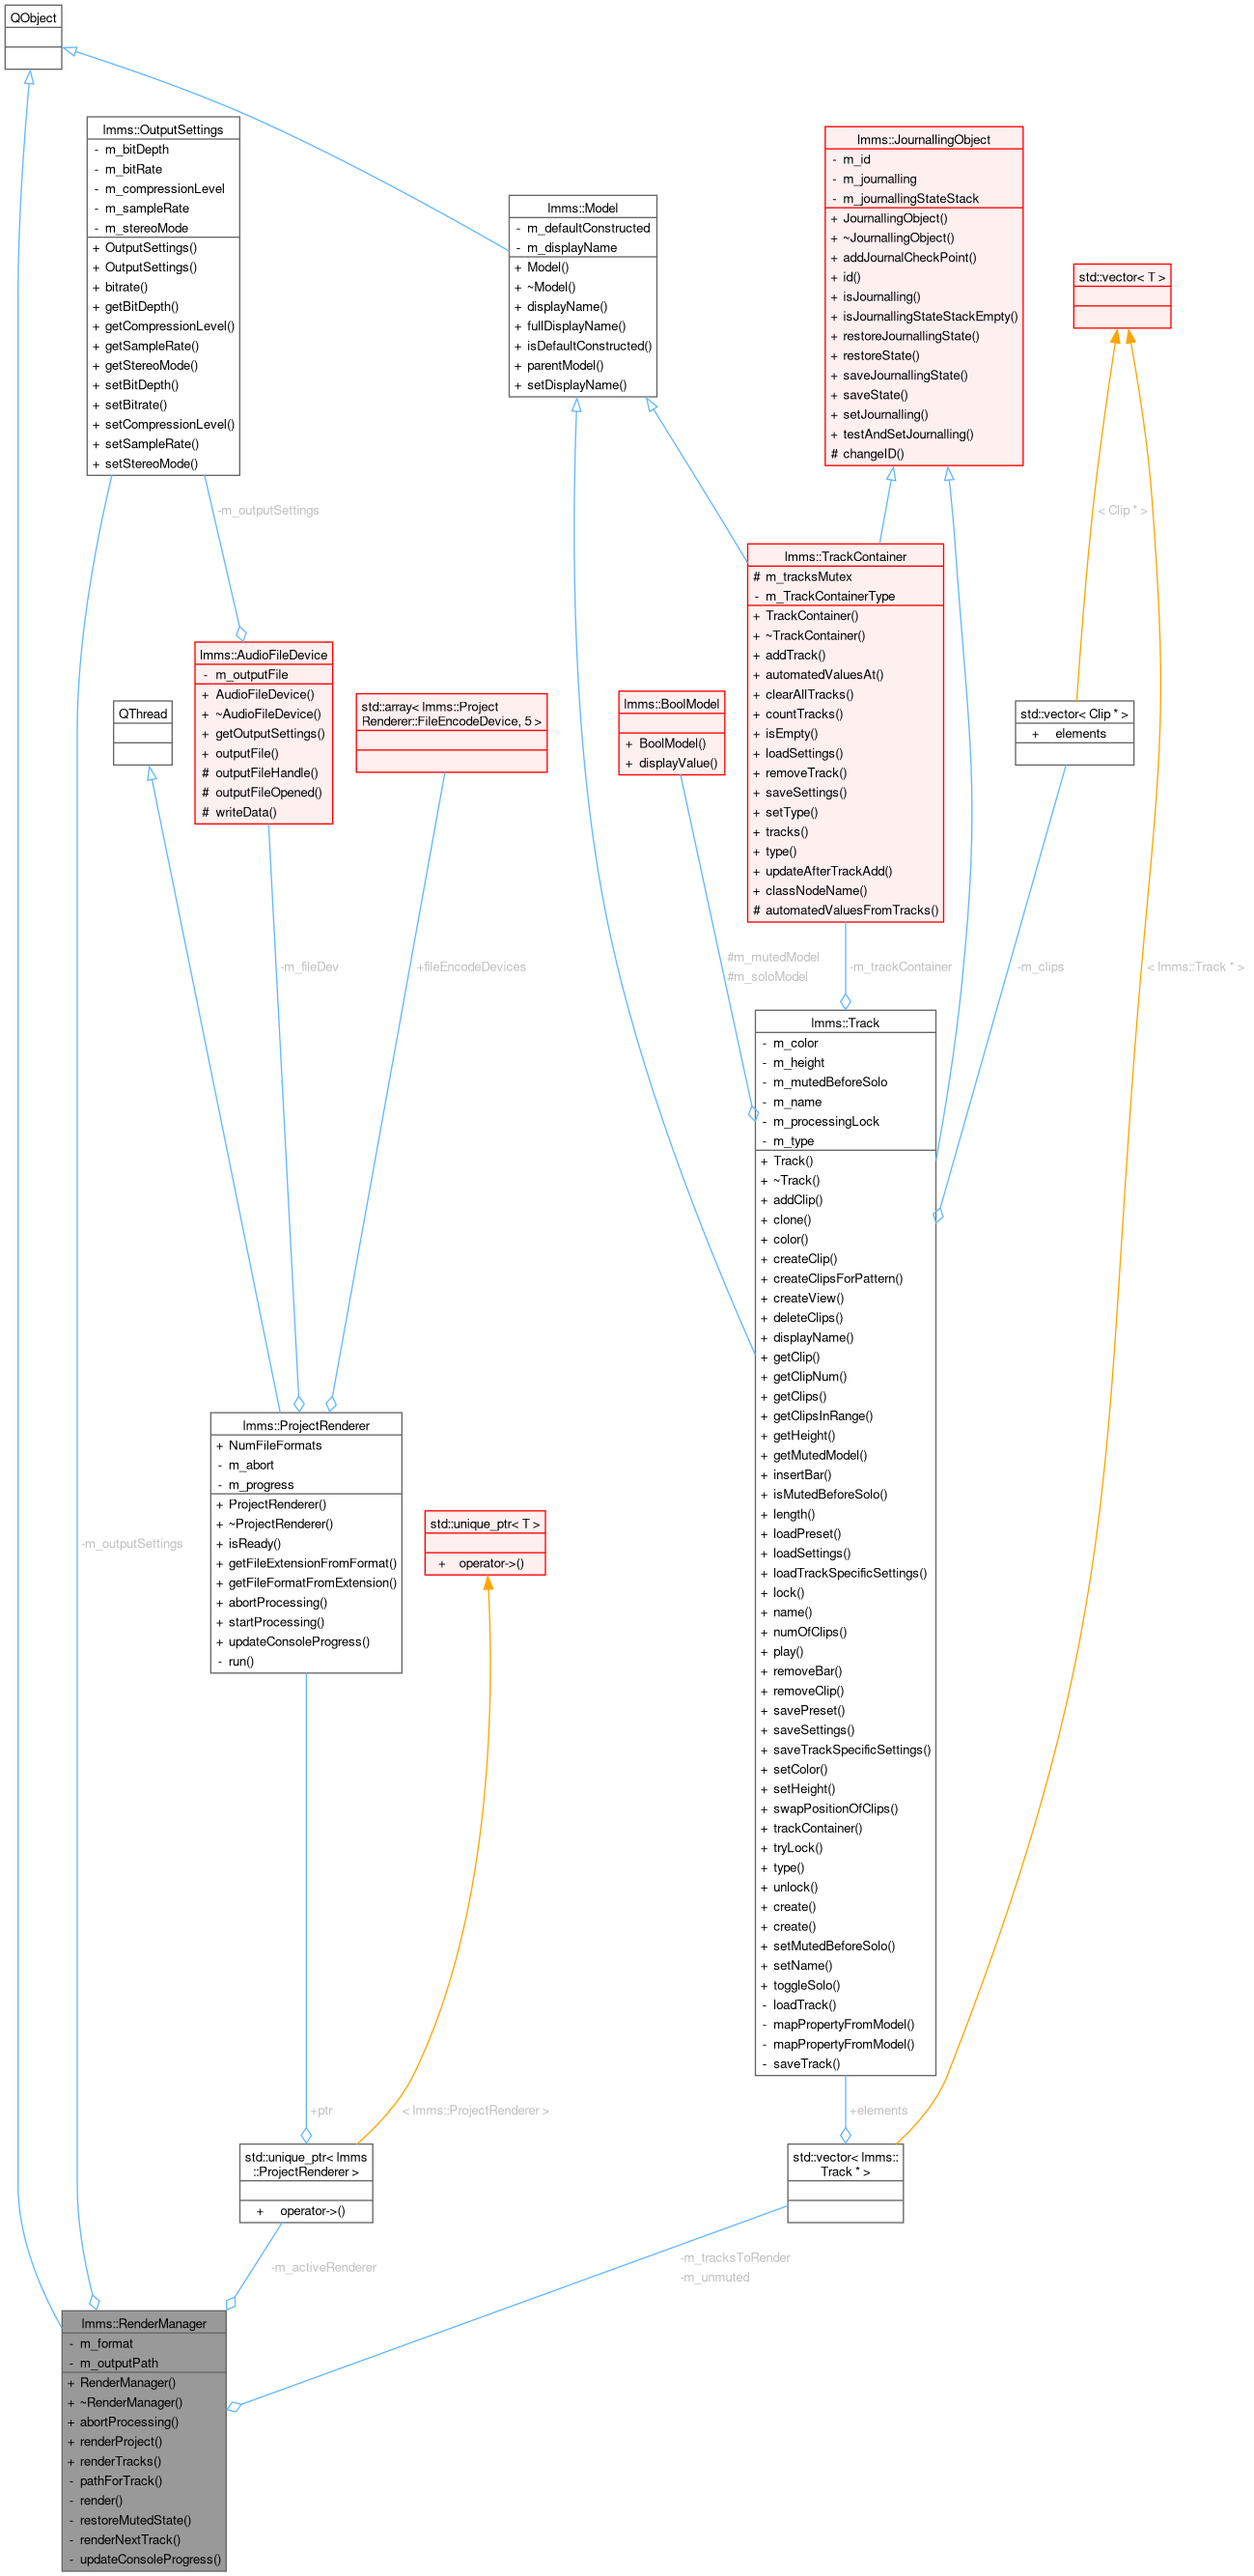 QObject
lmms::OutputSettings
- m_bitDepth
- m_bitRate
- m_compressionLevel
- m_sampleRate
- m_stereoMode
+ OutputSettings()
+ OutputSettings()
+ bitrate()
+ getBitDepth()
+ getCompressionLevel()
+ getSampleRate()
+ getStereoMode()
+ setBitDepth()
+ setBitrate()
+ setCompressionLevel()
+ setSampleRate()
+ setStereoMode()
lmms::Model
- m_defaultConstructed
- m_displayName
+ Model()
+ ~Model()
+ displayName()
+ fullDisplayName()
+ isDefaultConstructed()
+ parentModel()
+ setDisplayName()
lmms::JournallingObject
- m_id
- m_journalling
- m_journallingStateStack
+ JournallingObject()
+ ~JournallingObject()
+ addJournalCheckPoint()
+ id()
+ isJournalling()
+ isJournallingStateStackEmpty()
+ restoreJournallingState()
+ restoreState()
+ saveJournallingState()
+ saveState()
+ setJournalling()
+ testAndSetJournalling()
# changeID()
std::vector< T >
-m_outputSettings
< Clip * >
lmms::TrackContainer
# m_tracksMutex
- m_TrackContainerType
+ TrackContainer()
+ ~TrackContainer()
+ addTrack()
+ automatedValuesAt()
+ clearAllTracks()
+ countTracks()
+ isEmpty()
+ loadSettings()
+ removeTrack()
+ saveSettings()
+ setType()
+ tracks()
+ type()
+ updateAfterTrackAdd()
+ classNodeName()
# automatedValuesFromTracks()
lmms::AudioFileDevice
- m_outputFile
+ AudioFileDevice()
+ ~AudioFileDevice()
+ getOutputSettings()
+ outputFile()
# outputFileHandle()
# outputFileOpened()
# writeData()
QThread
std::array< lmms::Project
Renderer::FileEncodeDevice, 5 >
lmms::BoolModel
+ BoolModel()
+ displayValue()
std::vector< Clip * >
+ elements
-m_fileDev
+fileEncodeDevices
#m_mutedModel
#m_soloModel
-m_trackContainer
-m_clips
< lmms::Track * >
lmms::Track
- m_color
- m_height
- m_mutedBeforeSolo
- m_name
- m_processingLock
- m_type
+ Track()
+ ~Track()
+ addClip()
+ clone()
+ color()
+ createClip()
+ createClipsForPattern()
+ createView()
+ deleteClips()
+ displayName()
+ getClip()
+ getClipNum()
+ getClips()
+ getClipsInRange()
+ getHeight()
+ getMutedModel()
+ insertBar()
+ isMutedBeforeSolo()
+ length()
+ loadPreset()
+ loadSettings()
+ loadTrackSpecificSettings()
+ lock()
+ name()
+ numOfClips()
+ play()
+ removeBar()
+ removeClip()
+ savePreset()
+ saveSettings()
+ saveTrackSpecificSettings()
+ setColor()
+ setHeight()
+ swapPositionOfClips()
+ trackContainer()
+ tryLock()
+ type()
+ unlock()
+ create()
+ create()
+ setMutedBeforeSolo()
+ setName()
+ toggleSolo()
- loadTrack()
- mapPropertyFromModel()
- mapPropertyFromModel()
- saveTrack()
lmms::ProjectRenderer
+ NumFileFormats
- m_abort
- m_progress
+ ProjectRenderer()
+ ~ProjectRenderer()
+ isReady()
+ getFileExtensionFromFormat()
+ getFileFormatFromExtension()
+ abortProcessing()
+ startProcessing()
+ updateConsoleProgress()
- run()
-m_outputSettings
std::unique_ptr< T >
+ operator->()
+ptr
< lmms::ProjectRenderer >
+elements
std::unique_ptr< lmms
::ProjectRenderer >
+ operator->()
std::vector< lmms::
Track * >
-m_activeRenderer
-m_tracksToRender
-m_unmuted
lmms::RenderManager
- m_format
- m_outputPath
+ RenderManager()
+ ~RenderManager()
+ abortProcessing()
+ renderProject()
+ renderTracks()
- pathForTrack()
- render()
- restoreMutedState()
- renderNextTrack()
- updateConsoleProgress()